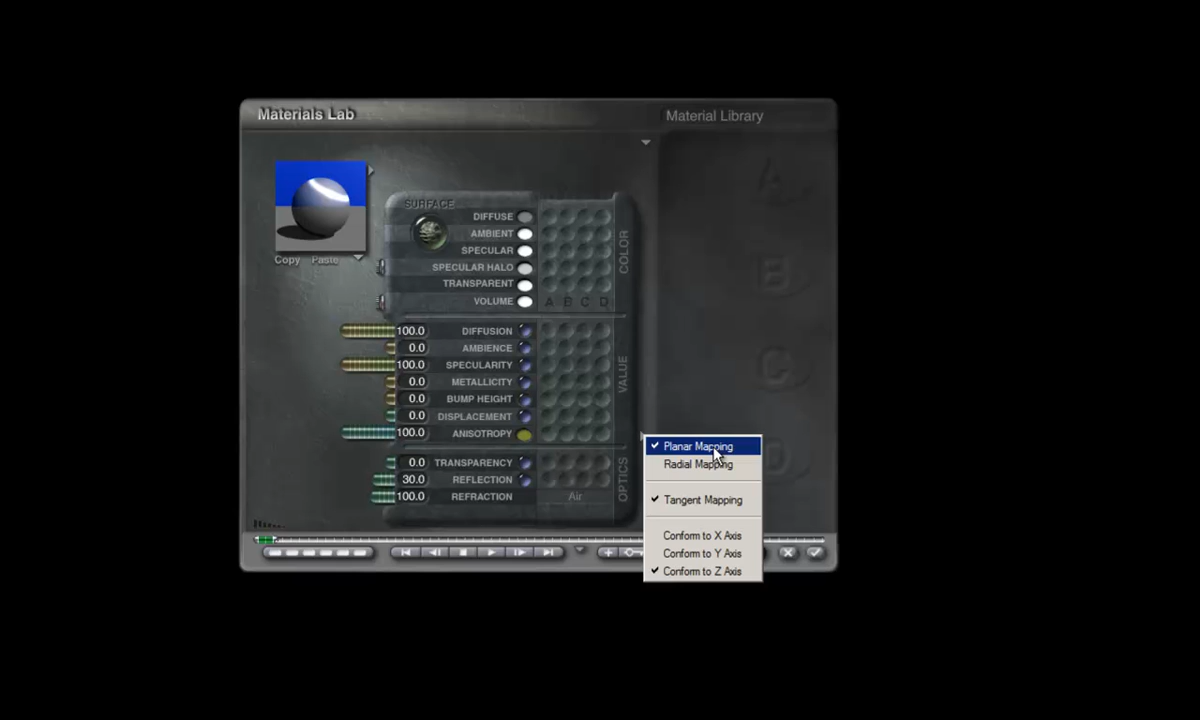 Materials Lab
Material Library
SURFACE
DIFFUSE
AMBIENT
SPECULAR
SPECULAR HALO
TRANSPARENT
VOLUME
A B C D
COLOR
Copy Paste
100.0 DIFFUSION
0.0 AMBIENCE
100.0 SPECULARITY
0.0 METALLICITY
0.0 BUMP HEIGHT
0.0 DISPLACEMENT
100.0 ANISOTROPY
VALUE
0.0 TRANSPARENCY
30.0 REFLECTION
100.0 REFRACTION
Air
OPTICS
A
B
C
D
Planar Mapping
Radial Mapping
Tangent Mapping
Conform to X Axis
Conform to Y Axis
Conform to Z Axis